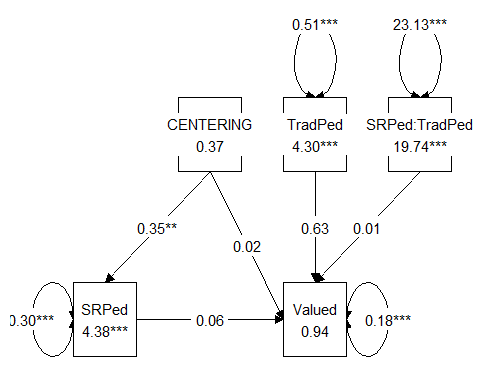 0.51*** 23.13***
CENTERING TradPed SRPed:TradPed
0.37 4.30*** 19.74***
0.35** 0.02 0.63 0.01
SRPed Valued
0.30*** 4.38*** 0.06 0.94 0.18***